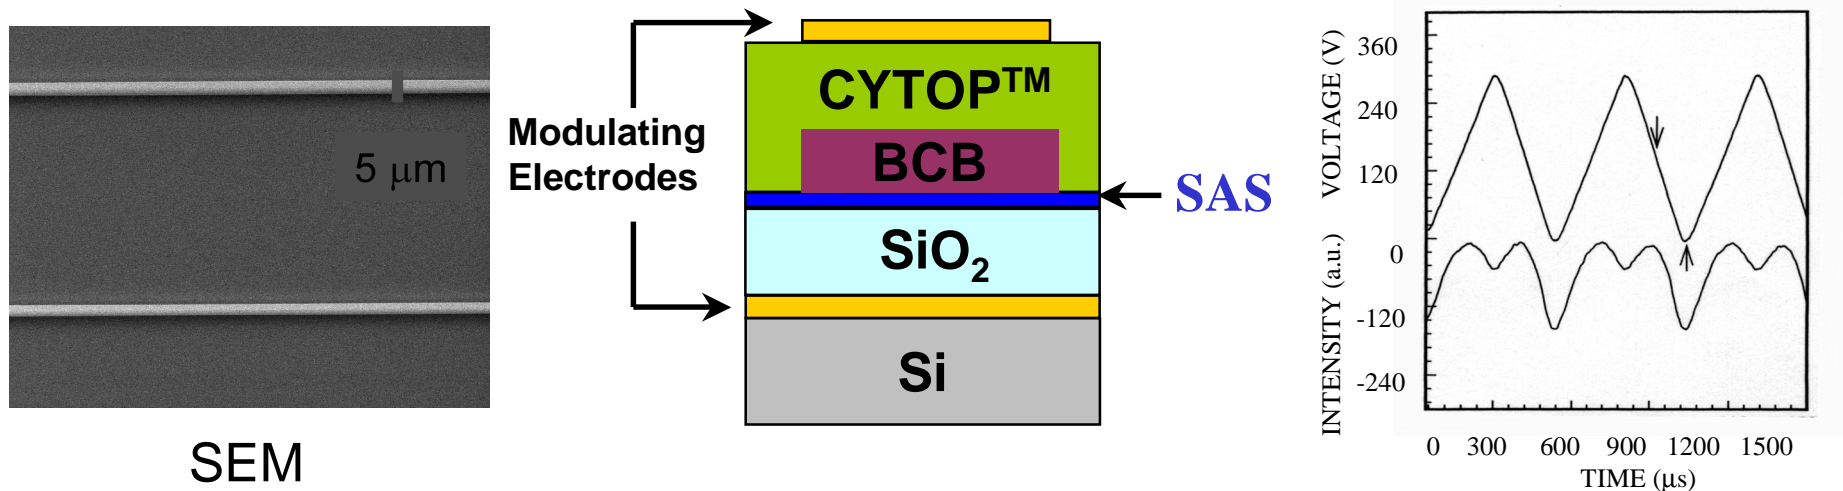 5 μm
SEM
Modulating
Electrodes
CYTOP™
BCB
SAS
SiO₂
Si
VOLTAGE (V)
INTENSITY (a.u.)
360
240
120
0
-120
-240
0 300 600 900 1200 1500
TIME (μs)